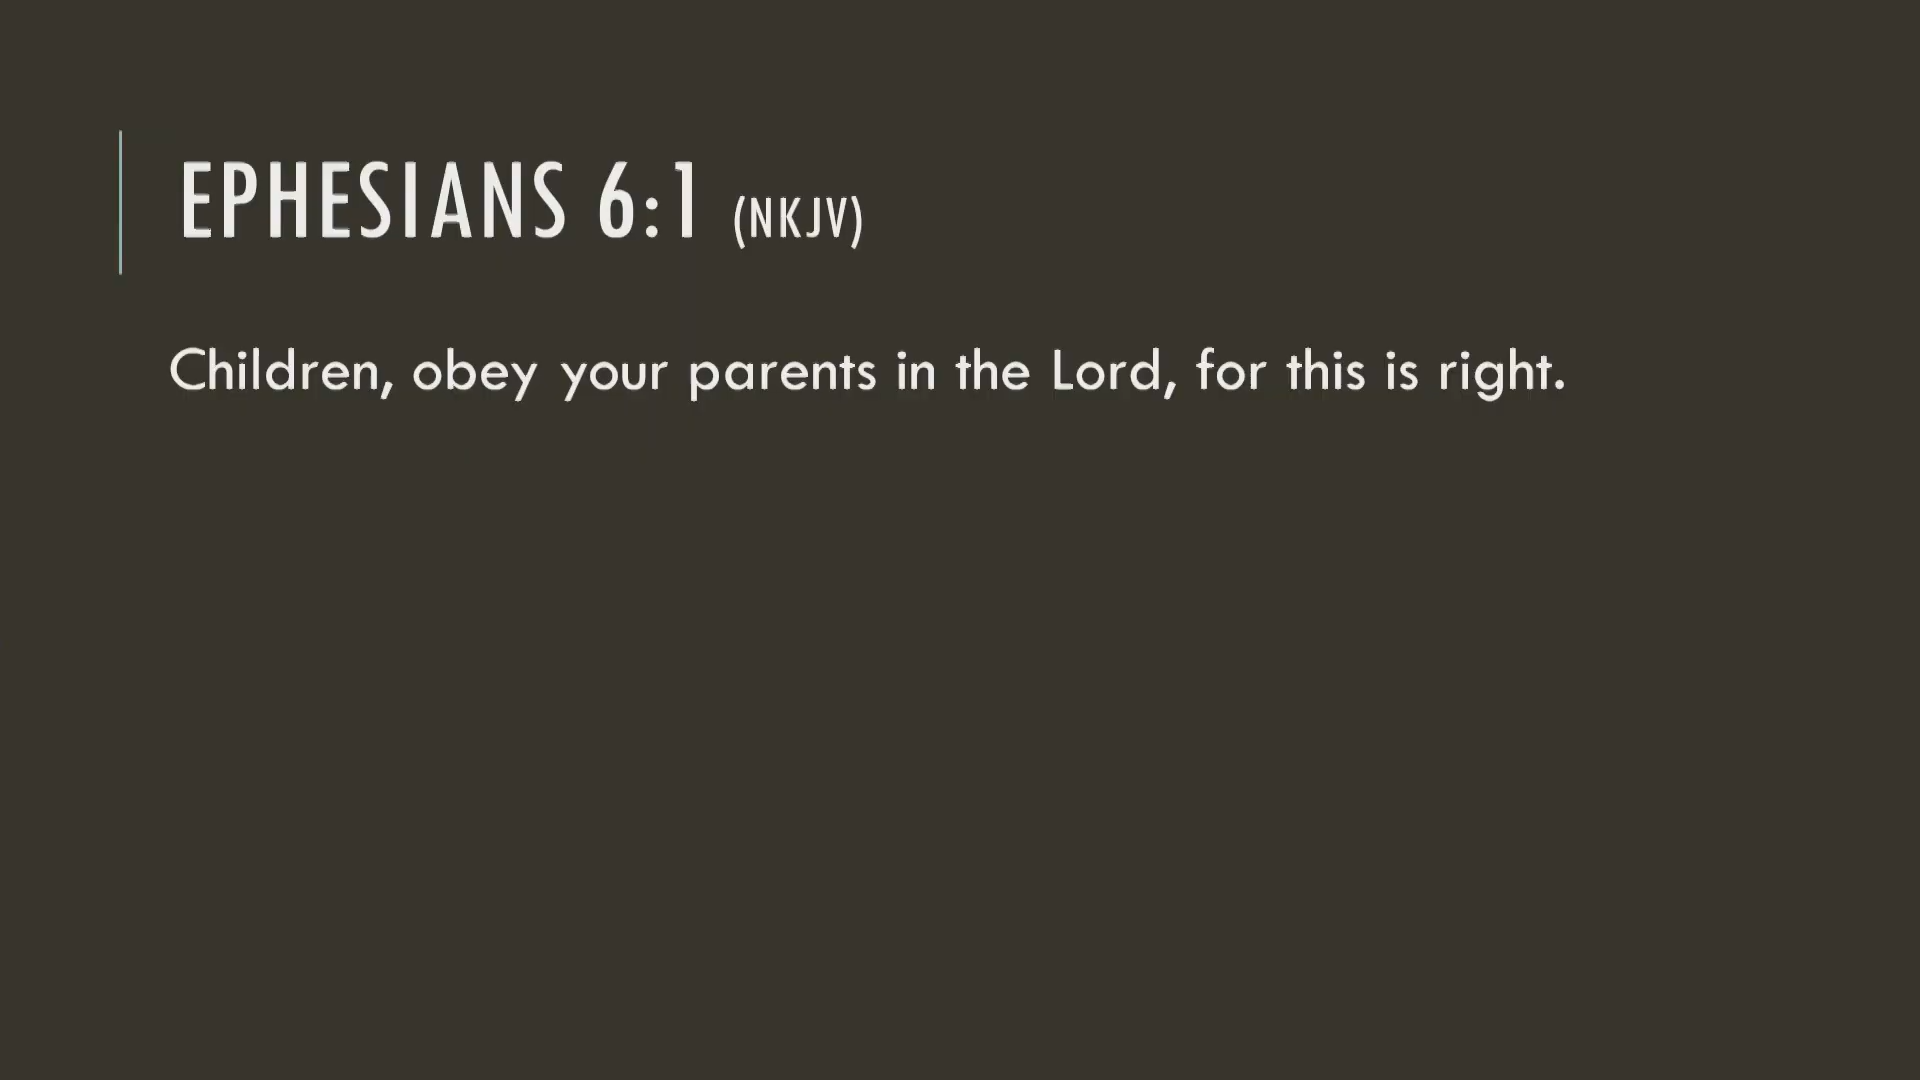 EPHESIANS 6:1 (NKJV)
Children, obey your parents in the Lord, for this is right.